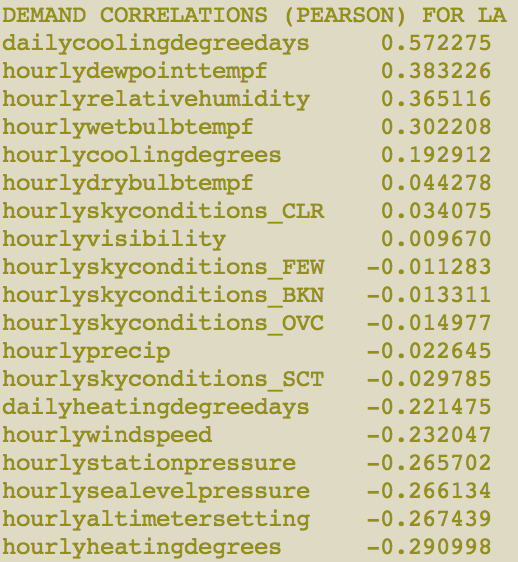 DEMAND CORRELATIONS (PEARSON) FOR LA
dailycoolingdegreedays 0.572275
hourlydewpointtempf 0.383226
hourlyrelativehumidity 0.365116
hourlywetbulbtempf 0.302208
hourlycoolingdegrees 0.192912
hourlydrybulbtempf 0.044278
hourlyskyconditions_CLR 0.034075
hourlyvisibility 0.009670
hourlyskyconditions_FEW -0.011283
hourlyskyconditions_BKN -0.013311
hourlyskyconditions_OVC -0.014977
hourlyprecip -0.022645
hourlyskyconditions_SCT -0.029785
dailyheatingdegreedays -0.221475
hourlywindspeed -0.232047
hourlystationpressure -0.265702
hourlysealevelpressure -0.266134
hourlyaltimetersetting -0.267439
hourlyheatingdegrees -0.290998